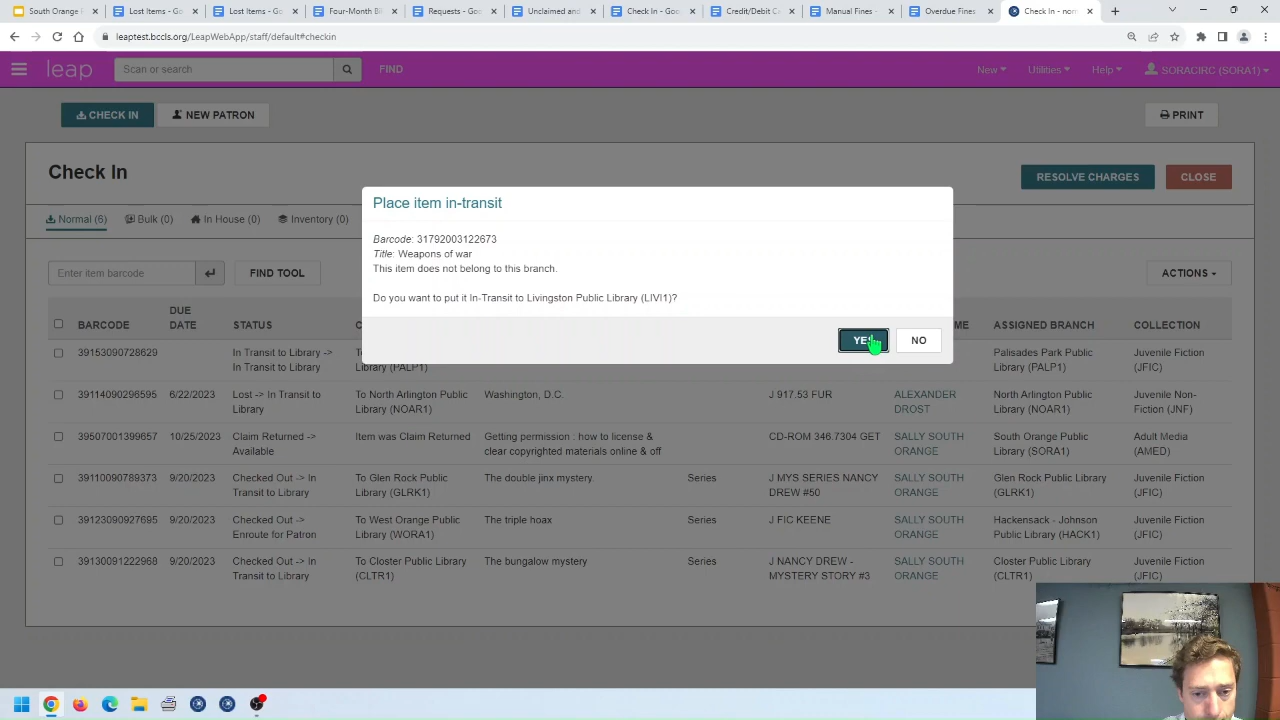 South Orange
Lost Items - Go
Lost Items - Go
Four-Month B
Requests - Goo
Unclaimed and
Check In - Goo
Credit/Debit C
Manual Fines -
Overdue Fines
Check In - nom
leaptest.bccls.org/LeapWebApp/staff/default#checkin
leap
Scan or search
FIND
New
Utilities
Help
SORACIRC (SORA1)
CHECK IN
NEW PATRON
PRINT
Check In
RESOLVE CHARGES
CLOSE
Normal (6)
Bulk (0)
In House (0)
Inventory (0)
Place item in-transit
Barcode: 31792003122673
Title: Weapons of war
This item does not belong to this branch.
Do you want to put it In-Transit to Livingston Public Library (LIVI1)?
YES
NO
Enter item barcode
FIND TOOL
ACTIONS
BARCODE
DUE
DATE
STATUS
ME
ASSIGNED BRANCH
COLLECTION
39153090728629
In Transit to Library ->
In Transit to Library
(PALP1)
Palisades Park Public
Library (PALP1)
Juvenile Fiction
(JFIC)
39114090296595
6/22/2023
Lost -> In Transit to
Library
To North Arlington Public
Library (NOAR1)
Washington, D.C.
J 917.53 FUR
ALEXANDER
DROST
North Arlington Public
Library (NOAR1)
Juvenile Non-
Fiction (JNF)
39507001399657
10/25/2023
Claim Returned ->
Available
Item was Claim Returned
Getting permission : how to license &
clear copyrighted materials online & off
CD-ROM 346.7304 GET
SALLY SOUTH
ORANGE
South Orange Public
Library (SORA1)
Adult Media
(AMED)
39110090789373
9/20/2023
Checked Out -> In
Transit to Library
To Glen Rock Public
Library (GLRK1)
The double jinx mystery.
Series
J MYS SERIES NANCY
DREW #50
SALLY SOUTH
ORANGE
Glen Rock Public Library
(GLRK1)
Juvenile Fiction
(JFIC)
39123090927695
9/20/2023
Checked Out ->
Enroute for Patron
To West Orange Public
Library (WORA1)
The triple hoax
Series
J FIC KEENE
SALLY SOUTH
ORANGE
Hackensack - Johnson
Public Library (HACK1)
Juvenile Fiction
(JFIC)
39130091222968
9/20/2023
Checked Out -> In
Transit to Library
To Closter Public Library
(CLTR1)
The bungalow mystery
Series
J NANCY DREW -
MYSTERY STORY #3
SALLY SOUTH
ORANGE
Closter Public Library
(CLTR1)
Juvenile Fiction
(JFIC)